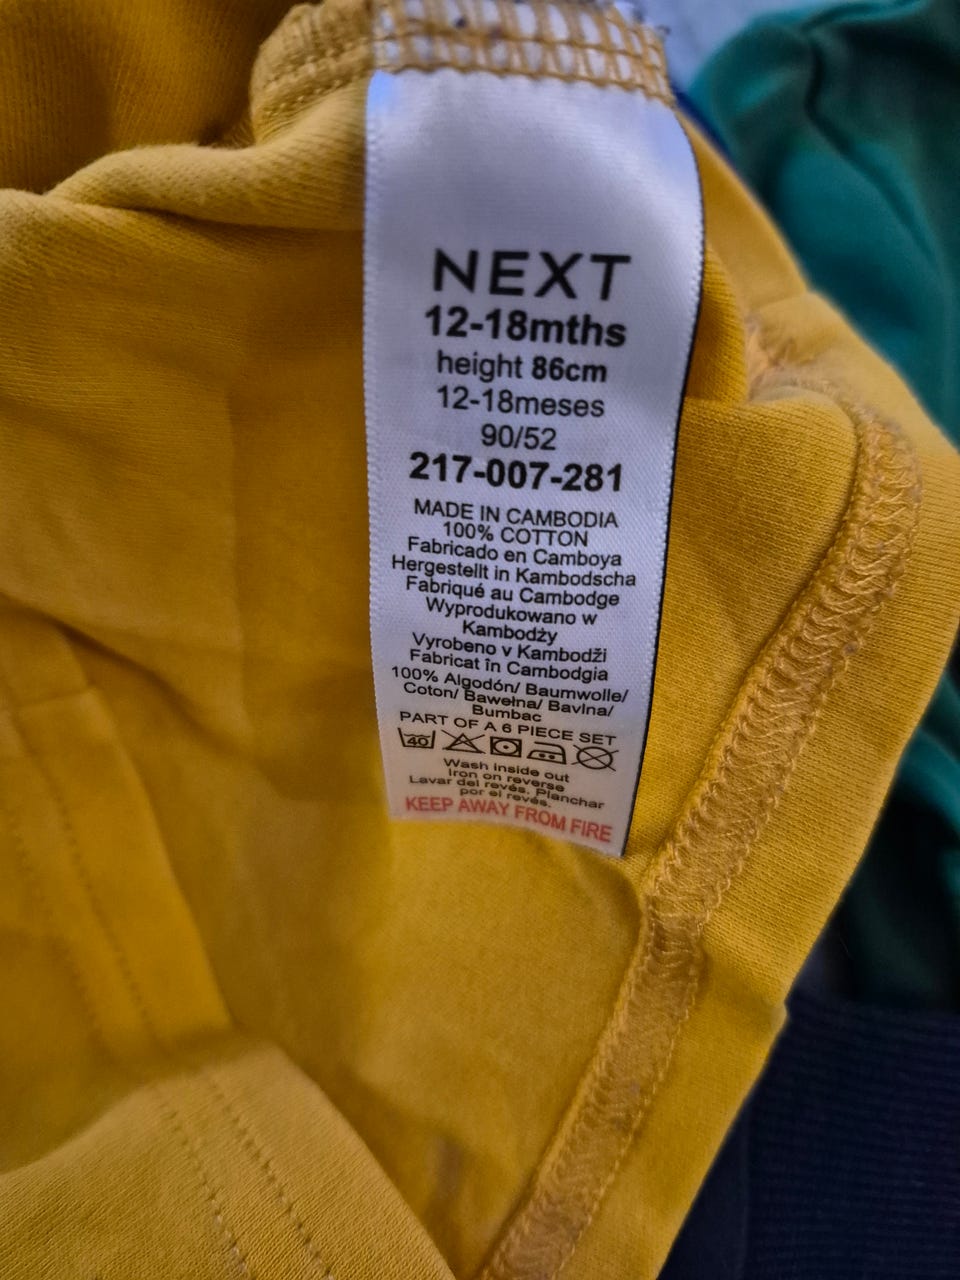 NEXT
12-18mths
height 86cm
12-18meses
90/52
217-007-281
MADE IN CAMBODIA
100% COTTON
Fabricado en Camboya
Hergestellt in Kambodscha
Fabriqué au Cambodge
Wyprodukowano w
Kambodży
Vyrobeno v Kambodži
Fabricat în Cambodgia
100% Algodón/ Baumwolle/
Coton/ Bawełna/ Bavlna/
Bumbac
PART OF A 6 PIECE SET
40
Wash inside out
Iron on reverse
Lavar del revés. Planchar
por el revés.
KEEP AWAY FROM FIRE